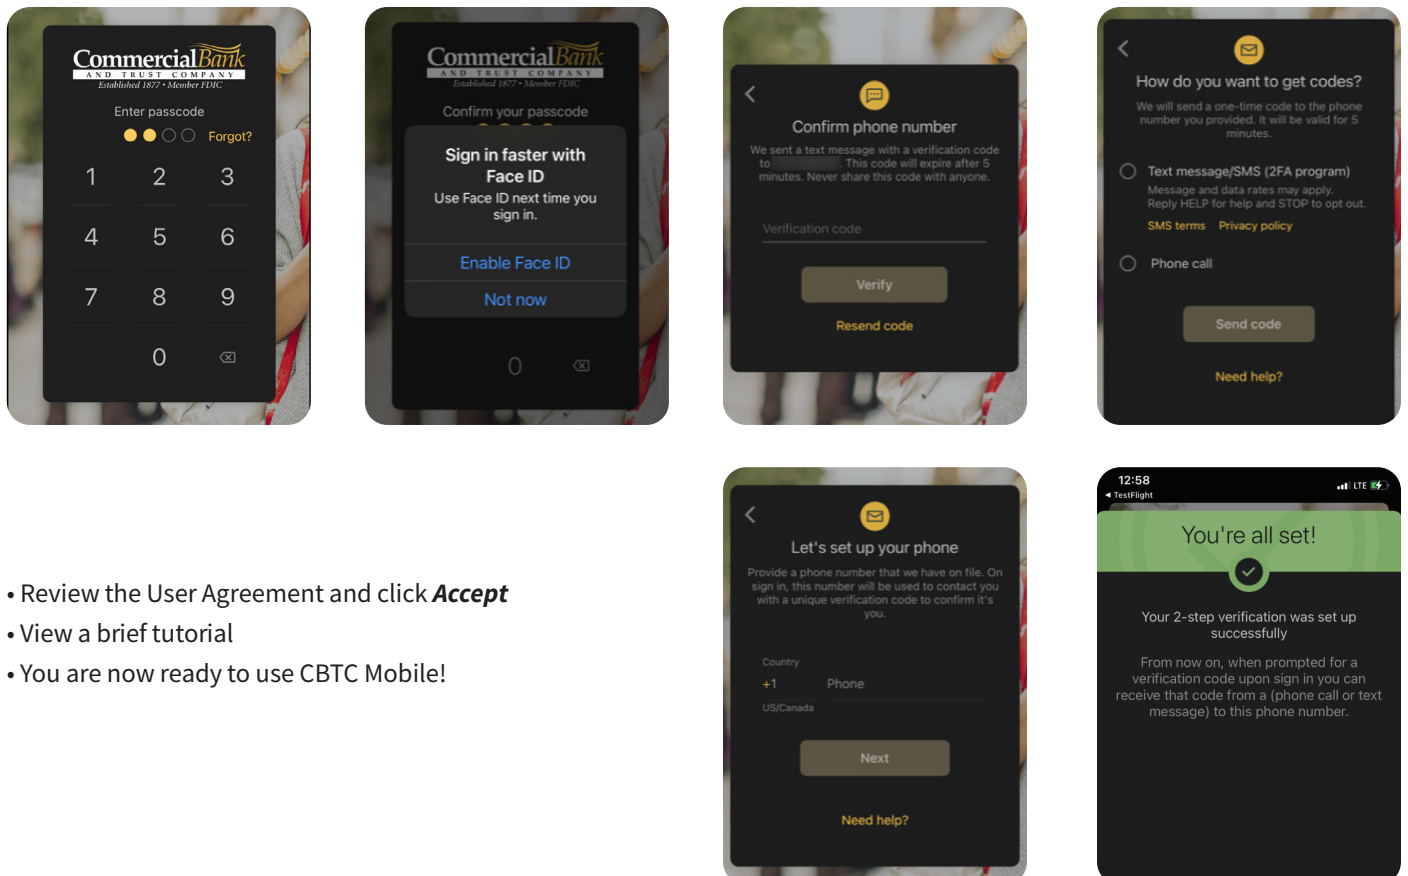 CommercialBank
AND TRUST COMPANY
Established 1877 • Member FDIC
Enter passcode
Forgot?
1 2 3
4 5 6
7 8 9
0
CommercialBank
AND TRUST COMPANY
Established 1877 • Member FDIC
Confirm your passcode
Sign in faster with
Face ID
Use Face ID next time you
sign in.
Enable Face ID
Not now
0
Confirm phone number
We sent a text message with a verification code
to . This code will expire after 5
minutes. Never share this code with anyone.
Verification code
Verify
Resend code
How do you want to get codes?
We will send a one-time code to the phone
number you provided. It will be valid for 5
minutes.
Text message/SMS (2FA program)
Message and data rates may apply.
Reply HELP for help and STOP to opt out.
SMS terms Privacy policy
Phone call
Send code
Need help?
• Review the User Agreement and click Accept
• View a brief tutorial
• You are now ready to use CBTC Mobile!
Let's set up your phone
Provide a phone number that we have on file. On
sign in, this number will be used to contact you
with a unique verification code to confirm it's
you.
Country
+1 Phone
US/Canada
Next
Need help?
12:58
LTE
◄ TestFlight
You're all set!
Your 2-step verification was set up
successfully
From now on, when prompted for a
verification code upon sign in you can
receive that code from a (phone call or text
message) to this phone number.